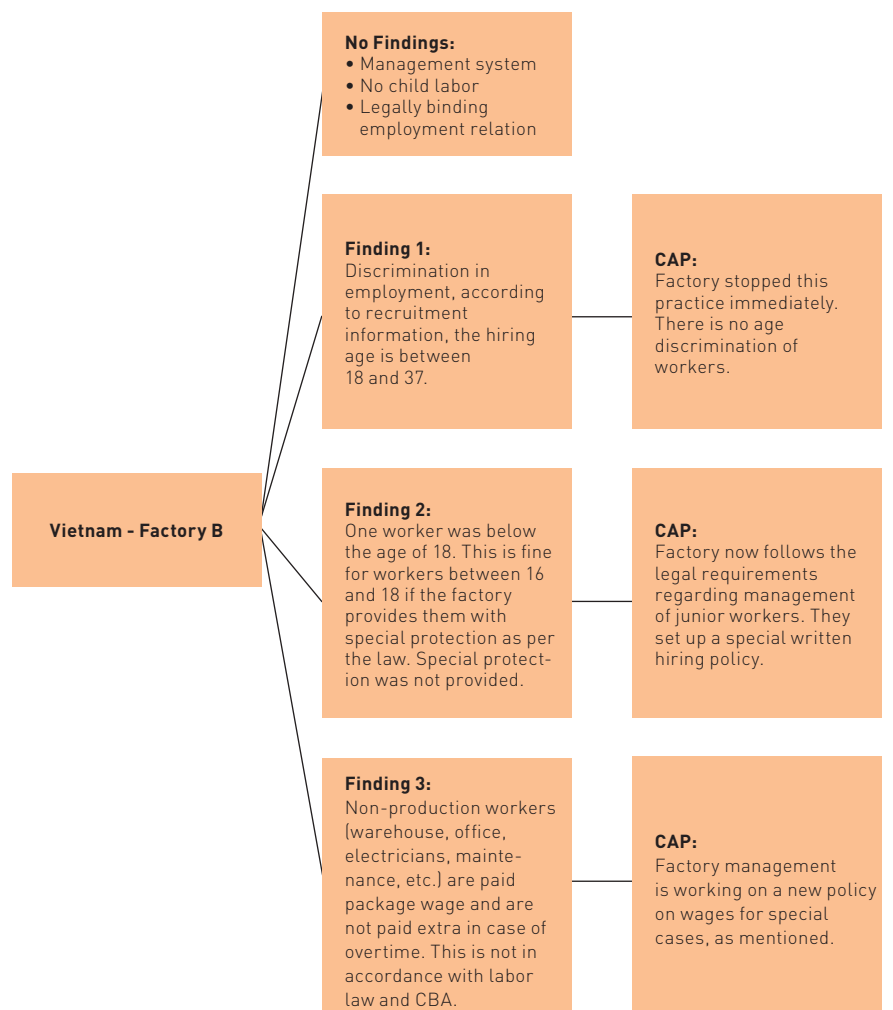 No Findings:
• Management system
• No child labor
• Legally binding
employment relation
Finding 1:
Discrimination in
employment, according
to recruitment
information, the hiring
age is between
18 and 37.
CAP:
Factory stopped this
practice immediately.
There is no age
discrimination of
workers.
Vietnam - Factory B
Finding 2:
One worker was below
the age of 18. This is fine
for workers between 16
and 18 if the factory
provides them with
special protection as per
the law. Special protect-
ion was not provided.
CAP:
Factory now follows the
legal requirements
regarding management
of junior workers. They
set up a special written
hiring policy.
Finding 3:
Non-production workers
(warehouse, office,
electricians, mainte-
nance, etc.) are paid
package wage and are
not paid extra in case of
overtime. This is not in
accordance with labor
law and CBA.
CAP:
Factory management
is working on a new policy
on wages for special
cases, as mentioned.